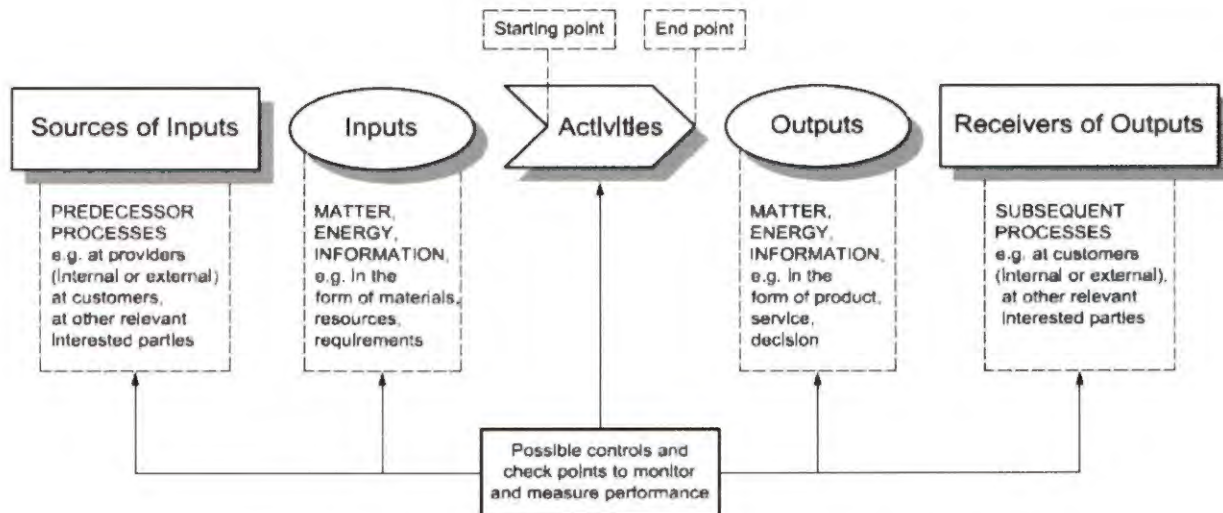 Starting point
End point
Sources of Inputs
Inputs
Activities
Outputs
Receivers of Outputs
PREDECESSOR
PROCESSES
e.g. at providers
(internal or external)
at customers,
at other relevant
interested parties
MATTER,
ENERGY,
INFORMATION,
e.g. in the
form of materials,
resources,
requirements
MATTER,
ENERGY,
INFORMATION,
e.g. in the
form of product,
service,
decision
SUBSEQUENT
PROCESSES
e.g. at customers
(internal or external),
at other relevant
interested parties
Possible controls and
check points to monitor
and measure performance